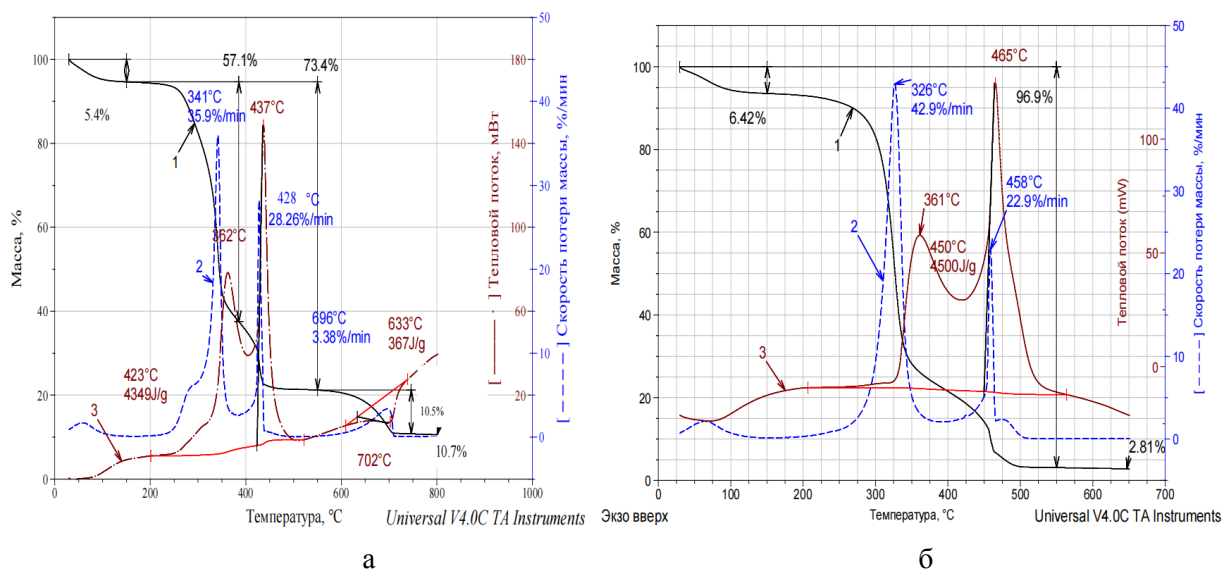 50
180
100
57.1%
73.4%
341°C
35.9%/min
437°C
160
40
5.4%
1
80
140
30
428 °C
28.26%/min
120
100
60
362°C
2
20
80
60
40
696°C
3.38%/min
633°C
367J/g
10
40
423°C
4349J/g
20
3
10.5%
20
702°C
10.7%
0
0
0
0
200
400
600
800
1000
-5
Масса, %
[ —— · ] Тепловой поток, мВт
[ – – – – ] Скорость потери массы, %/мин
Температура, °C
Universal V4.0C TA Instruments
а
50
465°C
100
326°C
42.9%/min
96.9%
6.42%
40
1
80
100
458°C
22.9%/min
30
361°C
60
2
450°C
4500J/g
50
20
40
10
3
0
20
2.81%
0
0
0
100
200
300
400
500
600
700
Масса, %
Тепловой поток (mW)
[ – – – – ] Скорость потери массы, %/мин
Экзо вверх
Температура, °C
Universal V4.0C TA Instruments
б